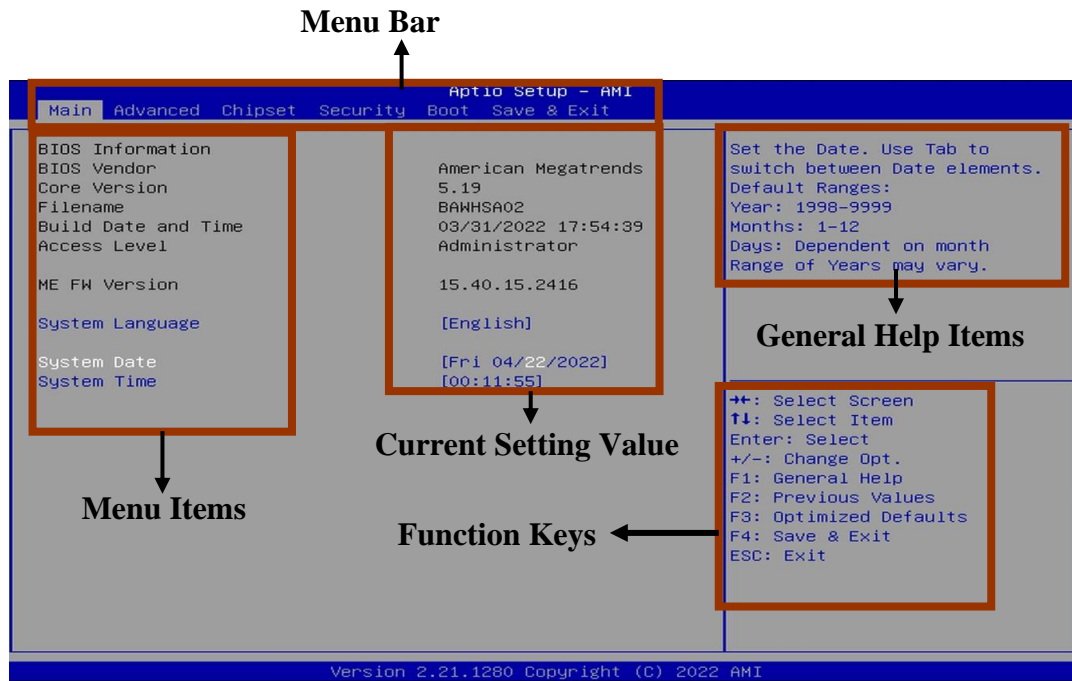 Menu Bar
Aptio Setup – AMI
Main Advanced Chipset Security Boot Save & Exit
BIOS Information
BIOS Vendor American Megatrends
Core Version 5.19
Filename BAWHSA02
Build Date and Time 03/31/2022 17:54:39
Access Level Administrator
ME FW Version 15.40.15.2416
System Language [English]
System Date [Fri 04/22/2022]
System Time [00:11:55]
Set the Date. Use Tab to
switch between Date elements.
Default Ranges:
Year: 1998-9999
Months: 1-12
Days: Dependent on month
Range of Years may vary.
General Help Items
Current Setting Value
Menu Items
Function Keys
→←: Select Screen
↑↓: Select Item
Enter: Select
+/-: Change Opt.
F1: General Help
F2: Previous Values
F3: Optimized Defaults
F4: Save & Exit
ESC: Exit
Version 2.21.1280 Copyright (C) 2022 AMI